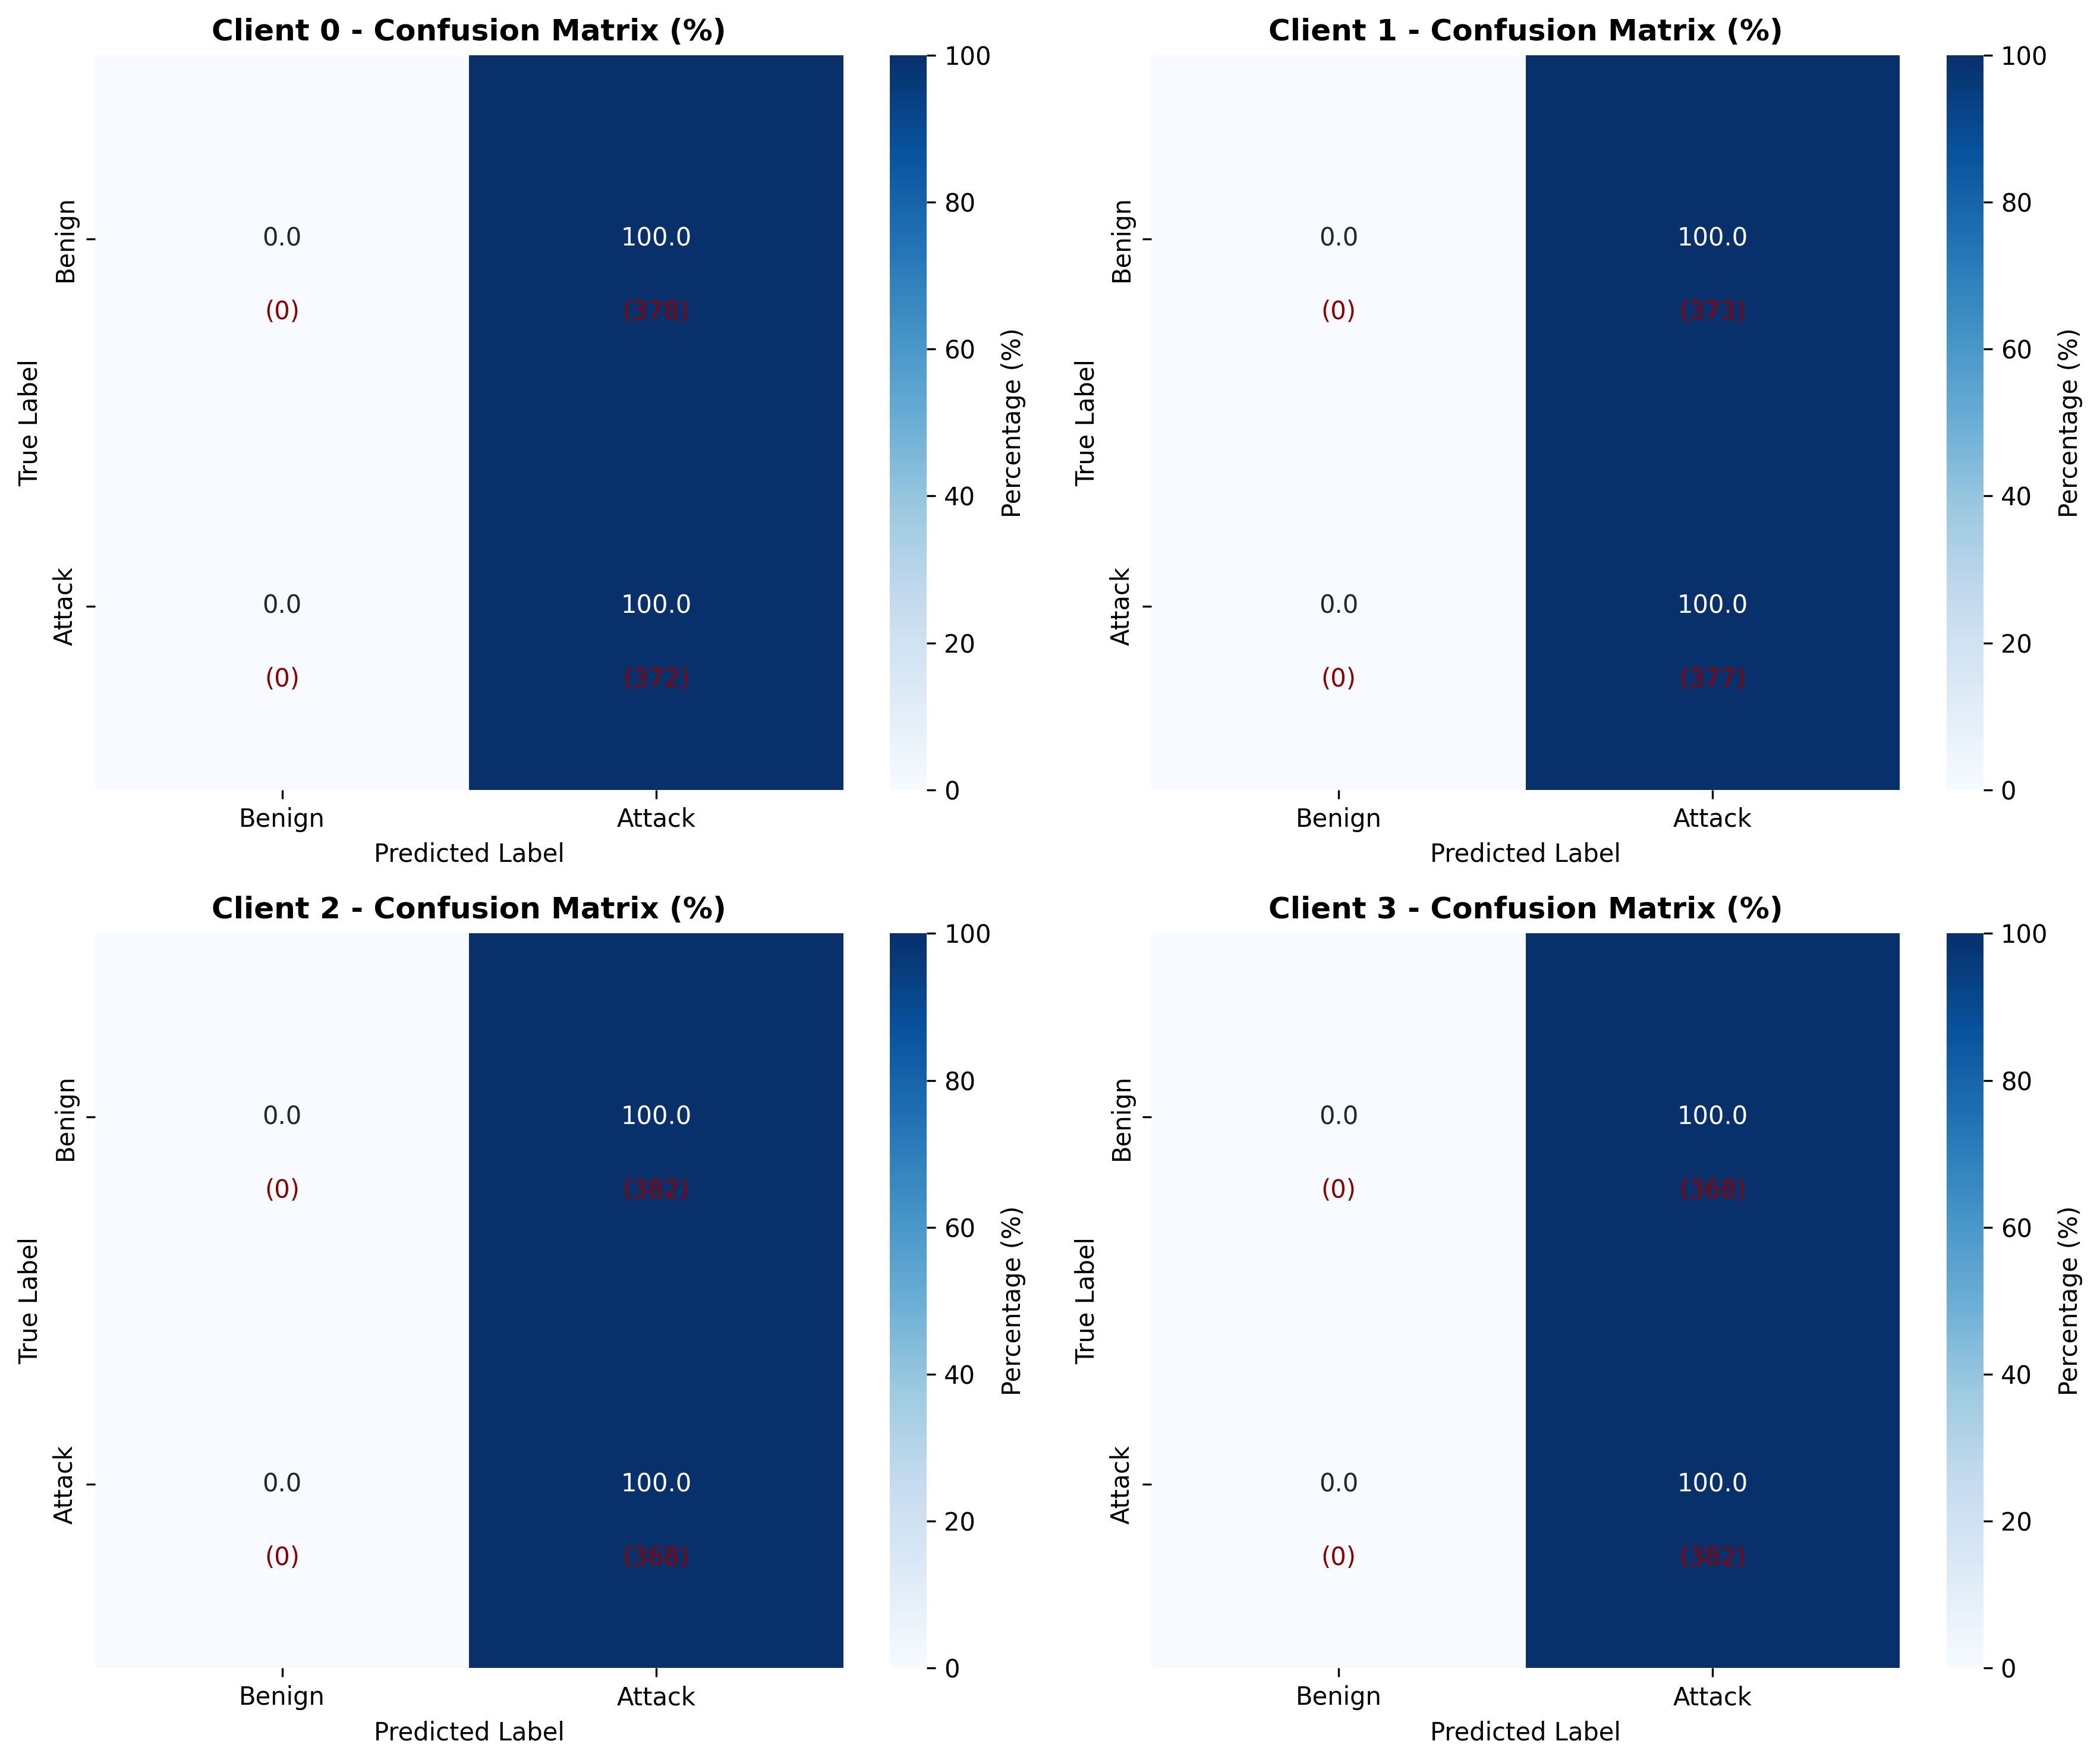 Client 0 - Confusion Matrix (%)
True Label
Benign
Attack
0.0
100.0
(0)
(378)
0.0
100.0
(0)
(372)
Benign
Attack
Predicted Label
100
80
60
40
20
0
Percentage (%)
Client 1 - Confusion Matrix (%)
True Label
Benign
Attack
0.0
100.0
(0)
(373)
0.0
100.0
(0)
(377)
Benign
Attack
Predicted Label
100
80
60
40
20
0
Percentage (%)
Client 2 - Confusion Matrix (%)
True Label
Benign
Attack
0.0
100.0
(0)
(382)
0.0
100.0
(0)
(368)
Benign
Attack
Predicted Label
100
80
60
40
20
0
Percentage (%)
Client 3 - Confusion Matrix (%)
True Label
Benign
Attack
0.0
100.0
(0)
(368)
0.0
100.0
(0)
(382)
Benign
Attack
Predicted Label
100
80
60
40
20
0
Percentage (%)